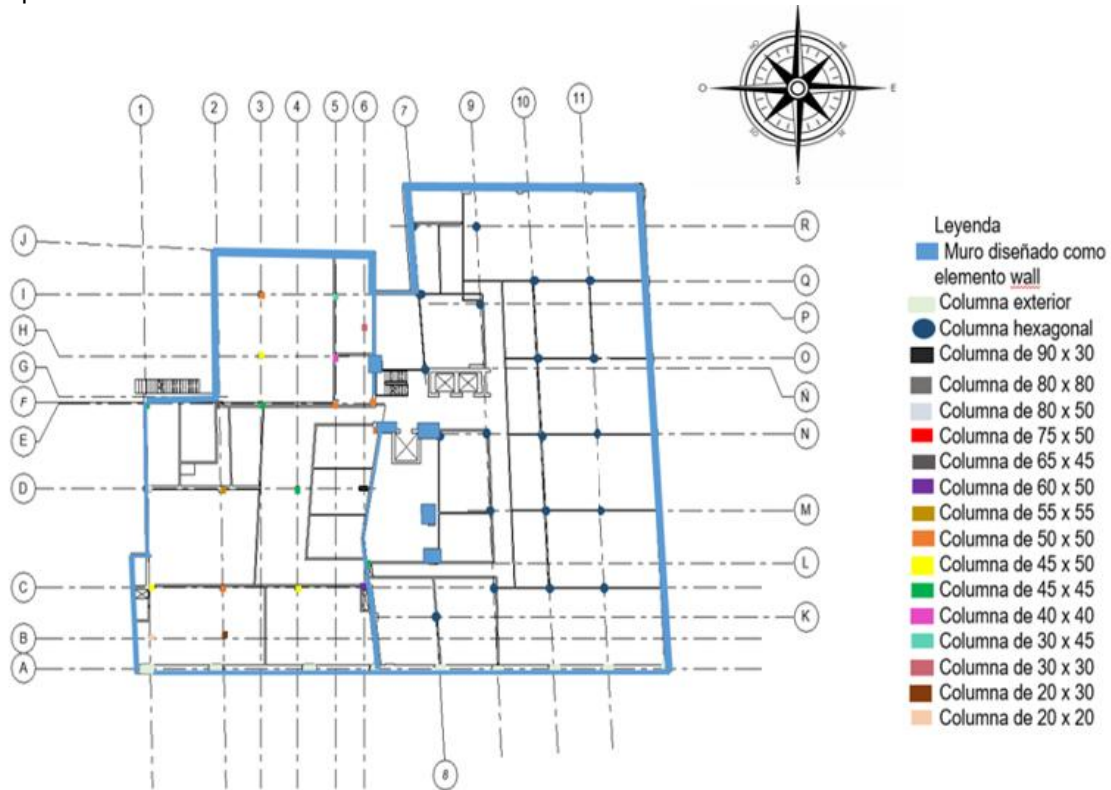 O
E
S
1
2
3
4
5
6
7
9
10
11
J
I
H
G
F
E
D
C
B
A
R
Q
P
O
Ñ
N
M
L
K
8
Leyenda
Muro diseñado como
elemento wall
Columna exterior
Columna hexagonal
Columna de 90 x 30
Columna de 80 x 80
Columna de 80 x 50
Columna de 75 x 50
Columna de 65 x 45
Columna de 60 x 50
Columna de 55 x 55
Columna de 50 x 50
Columna de 45 x 50
Columna de 45 x 45
Columna de 40 x 40
Columna de 30 x 45
Columna de 30 x 30
Columna de 20 x 30
Columna de 20 x 20